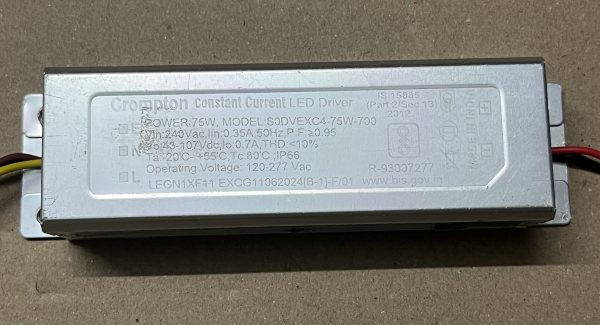 Crompton Constant Current LED Driver
POWER:75W, MODEL:S0DVEXC4-75W-700
Vin:240Vac,Iin:0.35A,50Hz,P.F:≥0.95
Vo:43-107Vdc,Io:0.7A,THD:<10%
Ta:-20°C~+55°C,Tc:80°C,IP66
Operating Voltage: 120-277 Vac
LEGN1XF11 EXCG11062024[B-1]-F/01
E
N
L
IS 15885
(Part 2/Sec.13)
2012
R-93007277
www.bis.gov.in
+
-